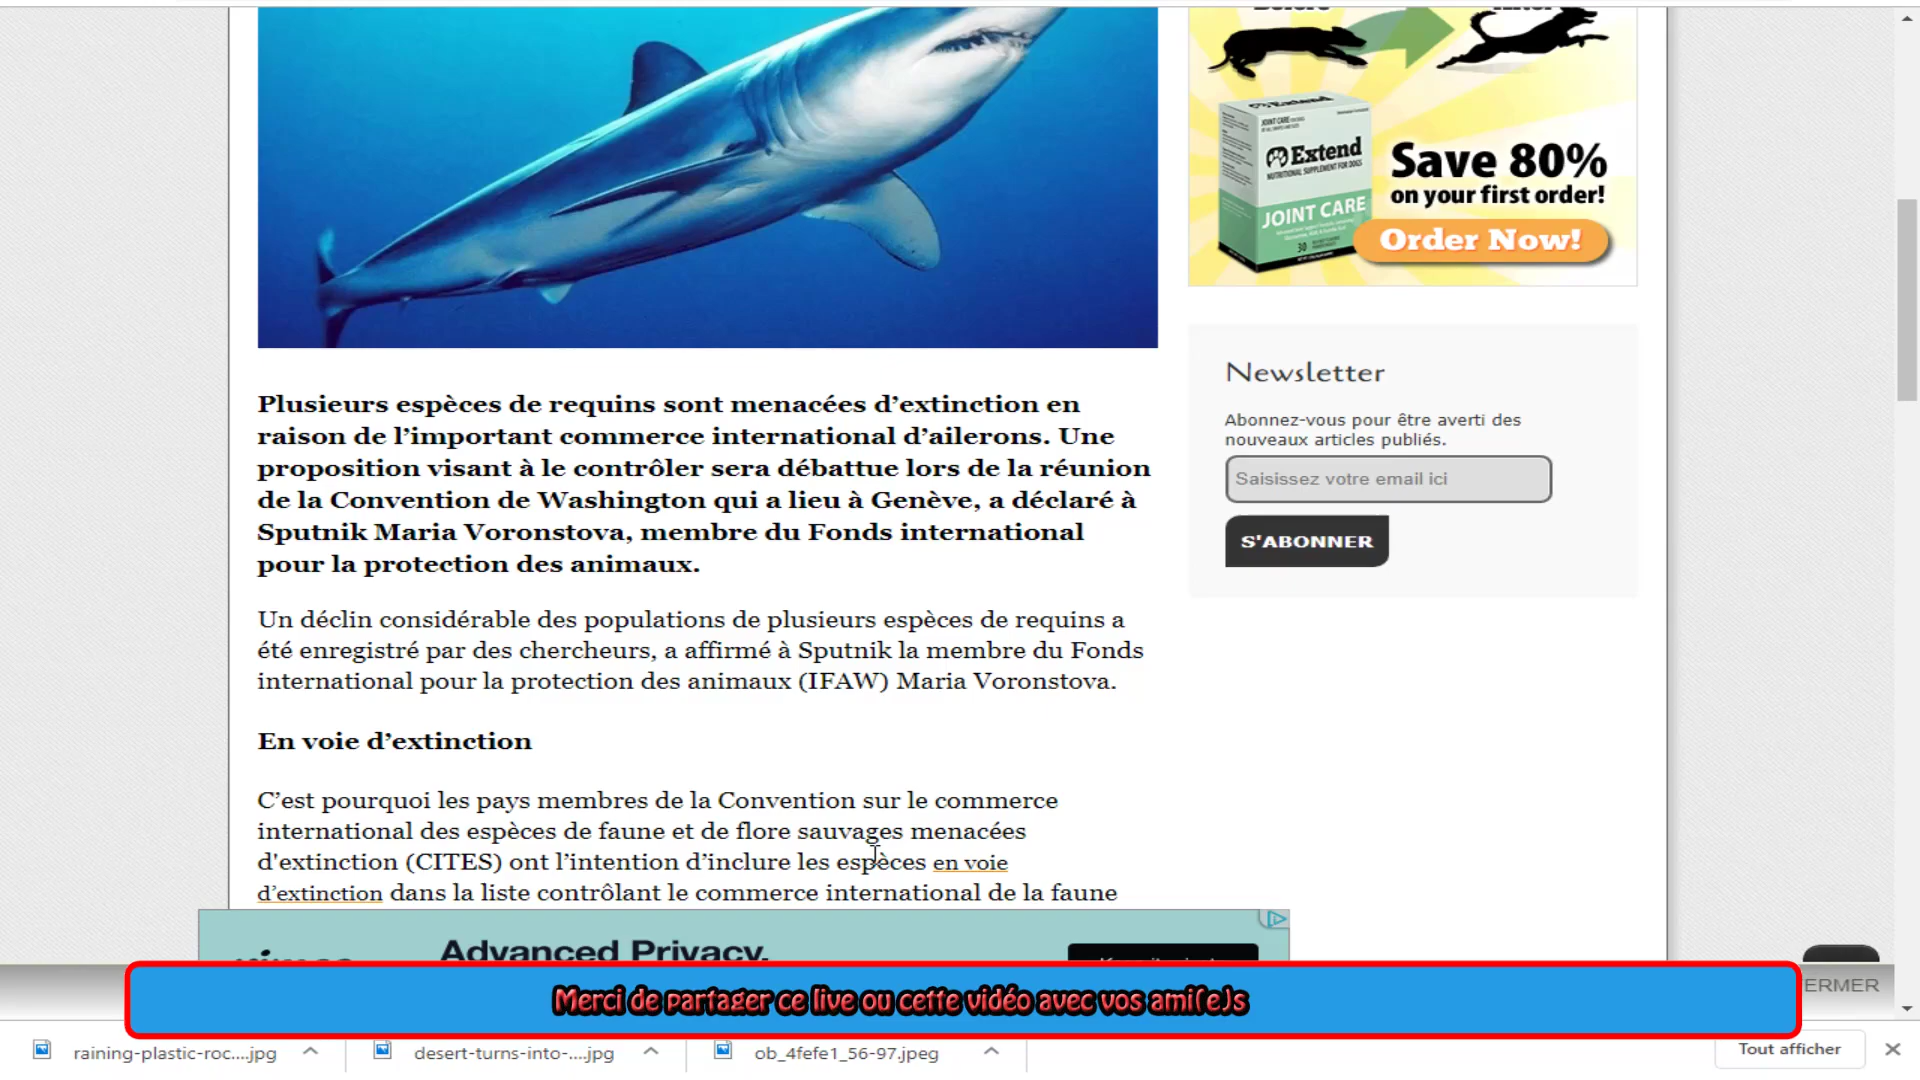 Save 80%
on your first order!
Order Now!
Extend
NUTRITIONAL SUPPLEMENT FOR DOGS
JOINT CARE
30
Newsletter
Abonnez-vous pour être averti des
nouveaux articles publiés.
Saisissez votre email ici
S'ABONNER
Plusieurs espèces de requins sont menacées d’extinction en
raison de l’important commerce international d’ailerons. Une
proposition visant à le contrôler sera débattue lors de la réunion
de la Convention de Washington qui a lieu à Genève, a déclaré à
Sputnik Maria Voronstova, membre du Fonds international
pour la protection des animaux.
Un déclin considérable des populations de plusieurs espèces de requins a
été enregistré par des chercheurs, a affirmé à Sputnik la membre du Fonds
international pour la protection des animaux (IFAW) Maria Voronstova.
En voie d’extinction
C’est pourquoi les pays membres de la Convention sur le commerce
international des espèces de faune et de flore sauvages menacées
d'extinction (CITES) ont l’intention d’inclure les espèces en voie
d’extinction dans la liste contrôlant le commerce international de la faune
Advanced Privacy.
ERMER
Merci de partager ce live ou cette vidéo avec vos ami(e)s
raining-plastic-roc....jpg
desert-turns-into-....jpg
ob_4fefe1_56-97.jpeg
Tout afficher